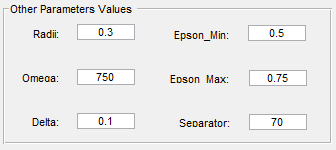 Other Parameters Values
Radii: 0.3 Epson_Min: 0.5
Omega: 750 Epson_Max: 0.75
Delta: 0.1 Separator: 70